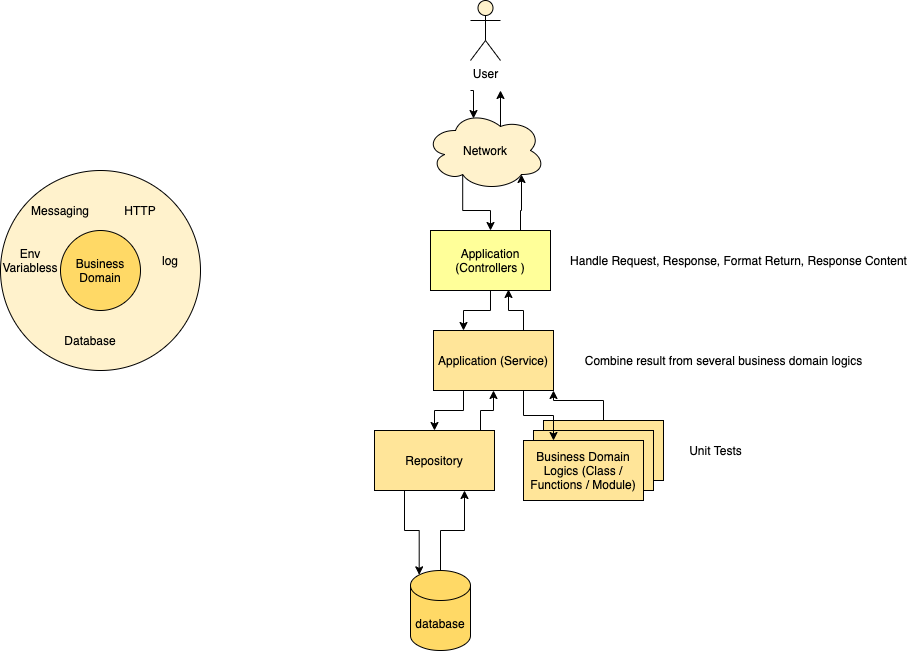 User
Network
Messaging
HTTP
Env
Variabless
Business
Domain
log
Database
Application
(Controllers )
Handle Request, Response, Format Return, Response Content
Application (Service)
Combine result from several business domain logics
Repository
Business Domain
Logics (Class /
Functions / Module)
Unit Tests
database